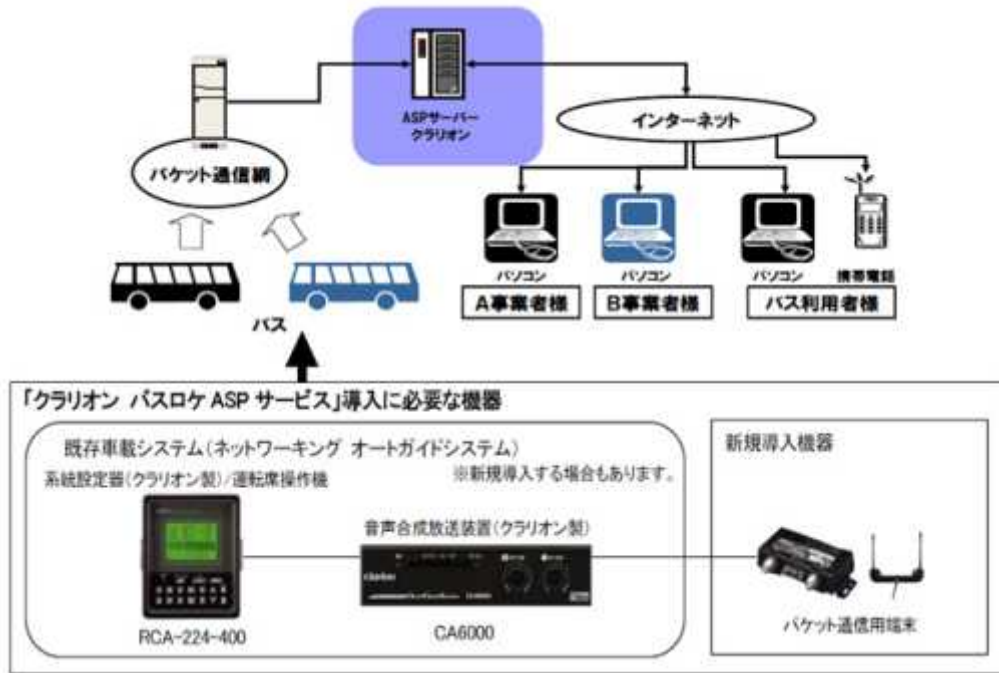 ASPサーバー
クラリオン
インターネット
パケット通信網
パソコン
パソコン
パソコン
携帯電話
A事業者様
B事業者様
バス利用者様
バス
「クラリオン バスロケ ASP サービス」導入に必要な機器
既存車載システム(ネットワーキング オートガイドシステム)
新規導入機器
系統設定器(クラリオン製)/運転席操作機
※新規導入する場合もあります。
音声合成放送装置(クラリオン製)
clarion
パケット通信用端末
RCA-224-400
CA6000